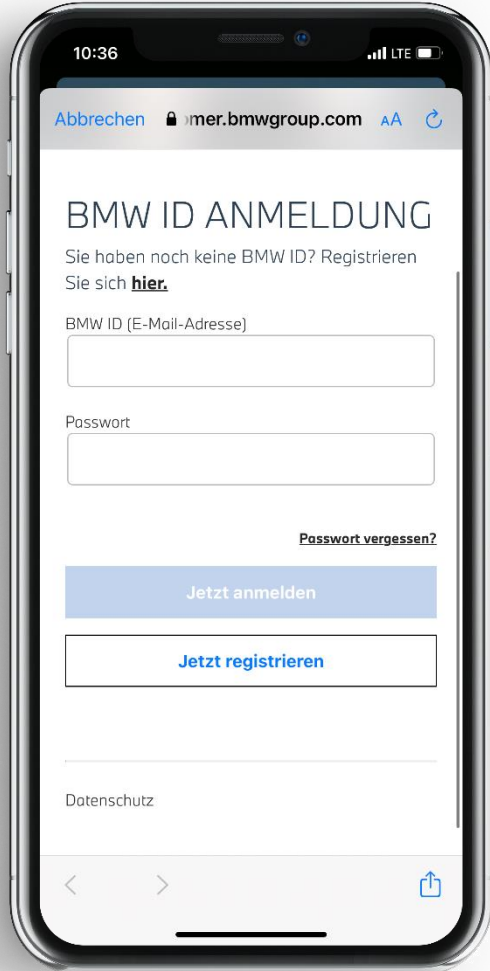 10:36
LTE
Abbrechen mer.bmwgroup.com AA
BMW ID ANMELDUNG
Sie haben noch keine BMW ID? Registrieren
Sie sich hier.
BMW ID (E-Mail-Adresse)
Passwort
Passwort vergessen?
Jetzt anmelden
Jetzt registrieren
Datenschutz